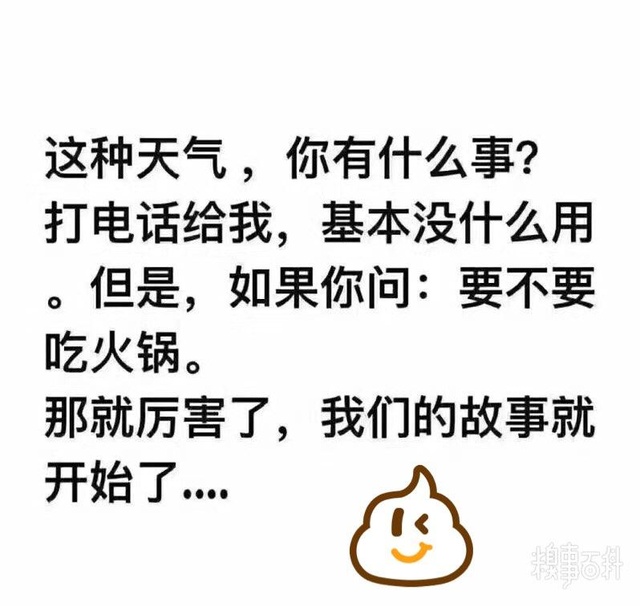 这种天气，你有什么事？
打电话给我，基本没什么用
。但是，如果你问：要不要
吃火锅。
那就厉害了，我们的故事就
开始了....
糗事百科